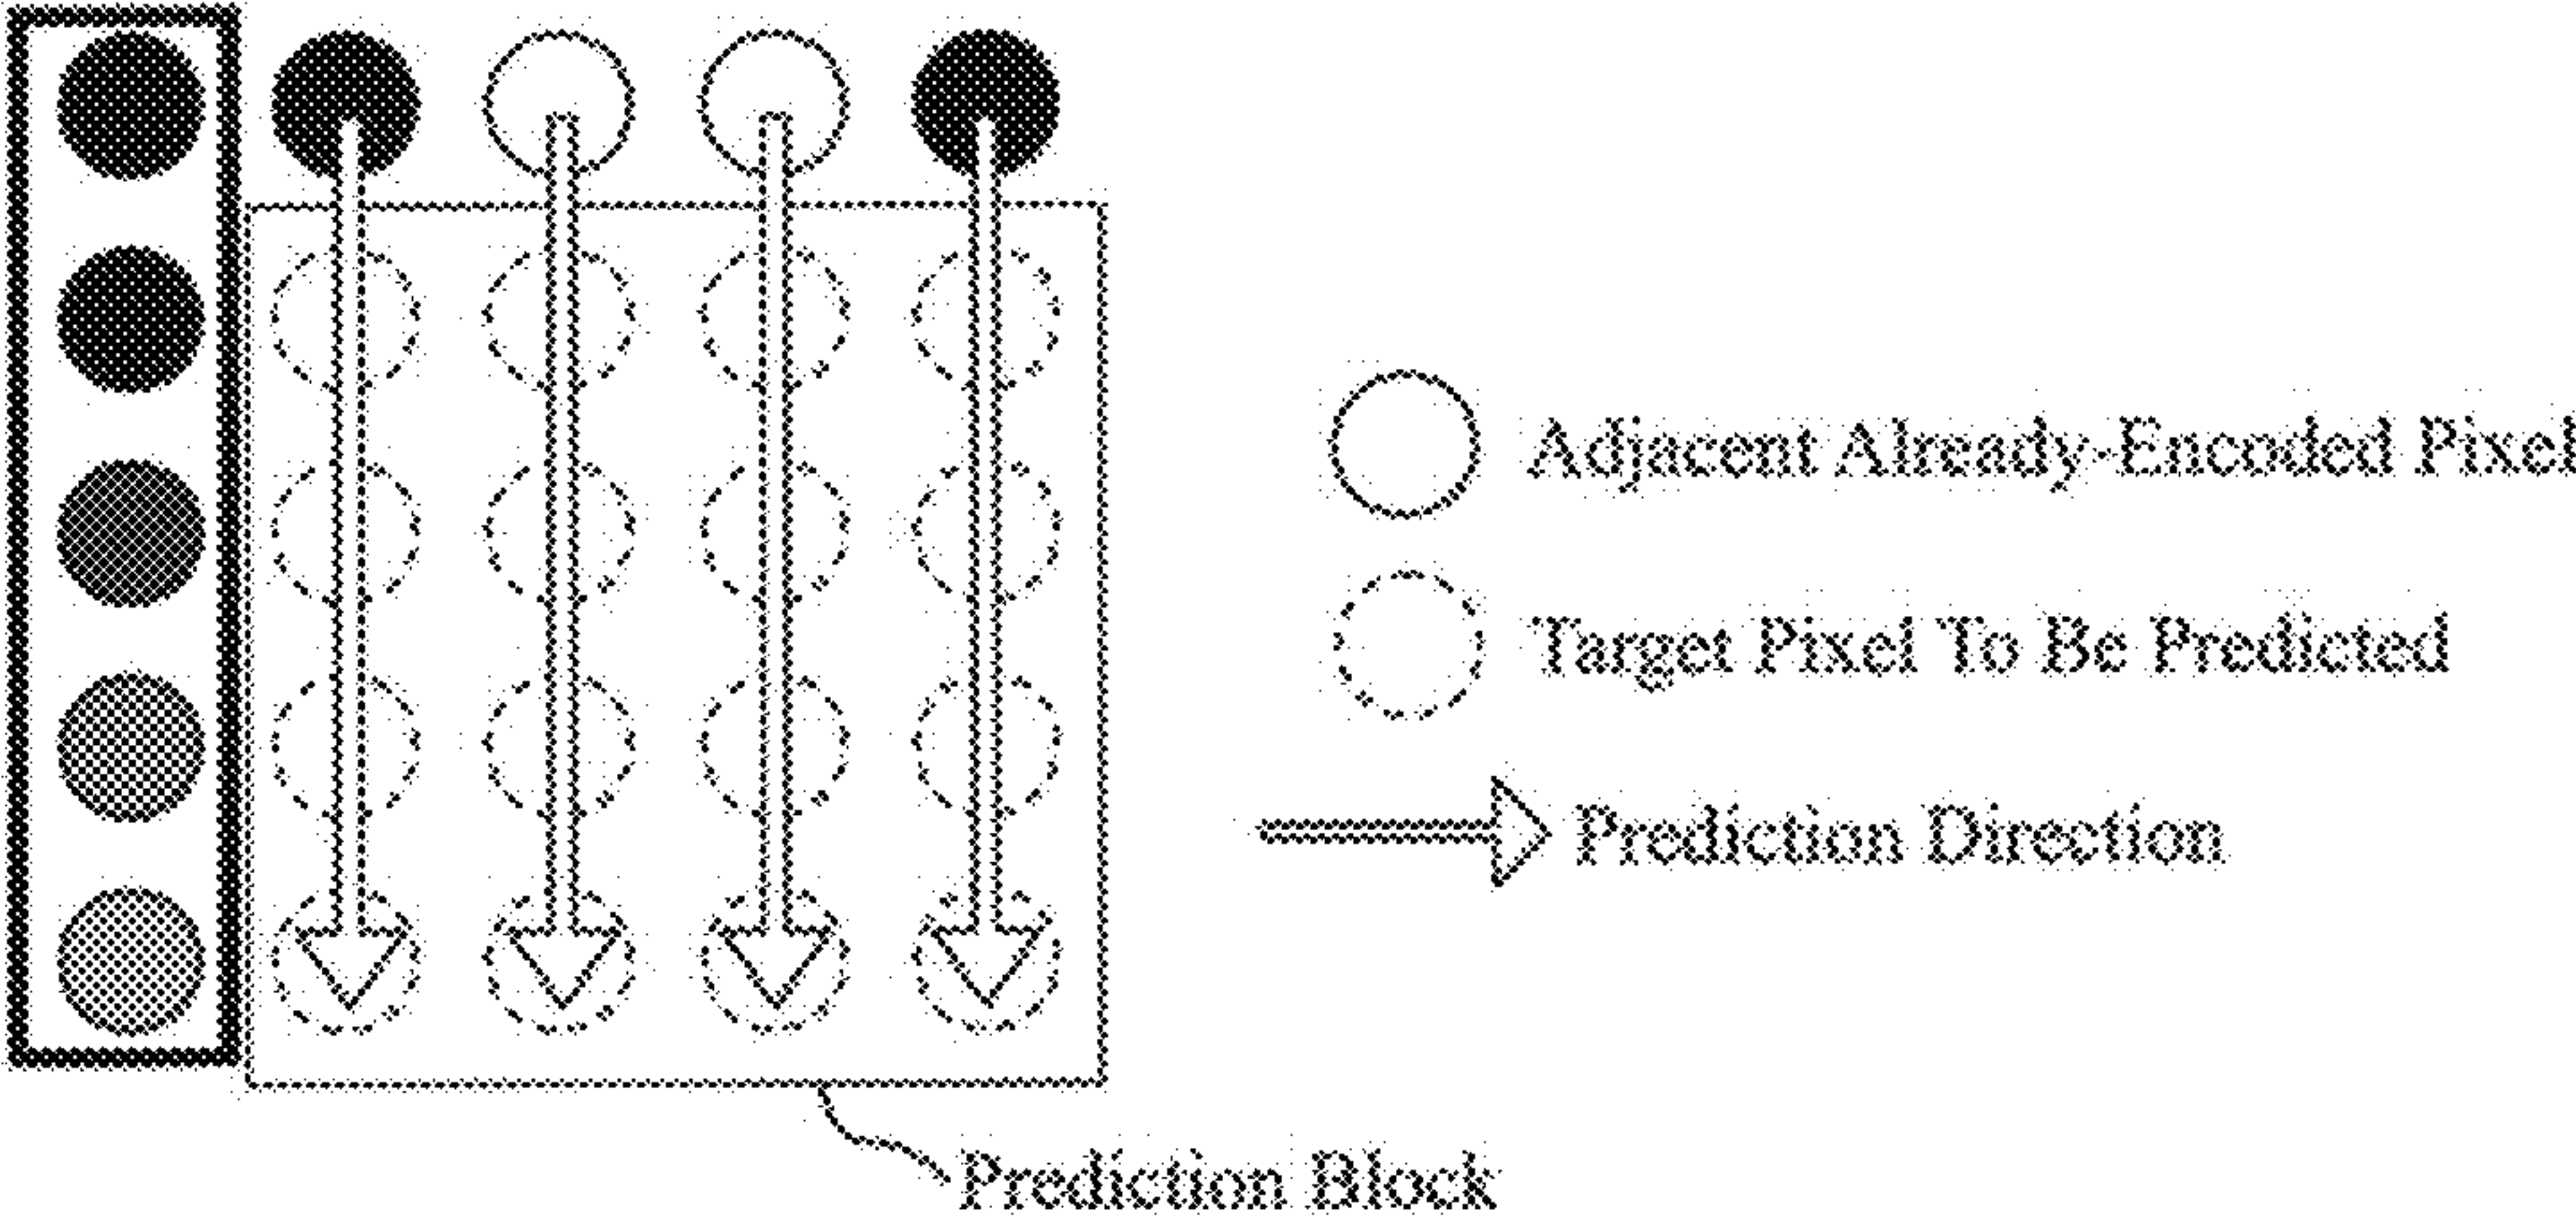 Adjacent Already-Encoded Pixel
Target Pixel To Be Predicted
Prediction Direction
Prediction Block